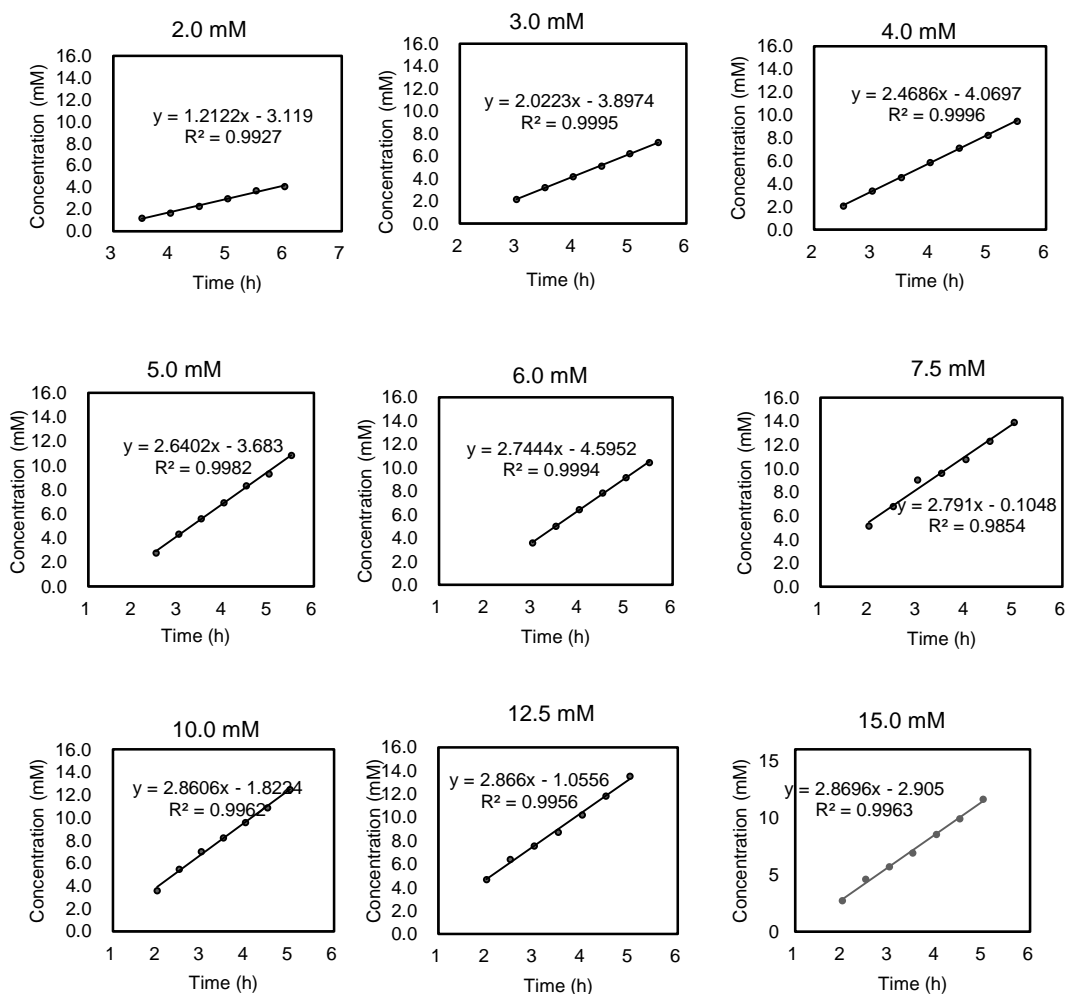 2.0 mM
Concentration (mM)
16.0
14.0
12.0
10.0
8.0
6.0
4.0
2.0
0.0
y = 1.2122x - 3.119
R² = 0.9927
3 4 5 6 7
Time (h)
3.0 mM
Concentration (mM)
16.0
14.0
12.0
10.0
8.0
6.0
4.0
2.0
0.0
y = 2.0223x - 3.8974
R² = 0.9995
2 3 4 5 6
Time (h)
4.0 mM
Concentration (mM)
16.0
14.0
12.0
10.0
8.0
6.0
4.0
2.0
0.0
y = 2.4686x - 4.0697
R² = 0.9996
2 3 4 5 6
Time (h)
5.0 mM
Concentration (mM)
16.0
14.0
12.0
10.0
8.0
6.0
4.0
2.0
0.0
y = 2.6402x - 3.683
R² = 0.9982
1 2 3 4 5 6
Time (h)
6.0 mM
Concentration (mM)
16.0
14.0
12.0
10.0
8.0
6.0
4.0
2.0
0.0
y = 2.7444x - 4.5952
R² = 0.9994
1 2 3 4 5 6
Time (h)
7.5 mM
Concentration (mM)
16.0
14.0
12.0
10.0
8.0
6.0
4.0
2.0
0.0
y = 2.791x - 0.1048
R² = 0.9854
1 2 3 4 5 6
Time (h)
10.0 mM
Concentration (mM)
16.0
14.0
12.0
10.0
8.0
6.0
4.0
2.0
0.0
y = 2.8606x - 1.8224
R² = 0.9962
1 2 3 4 5 6
Time (h)
12.5 mM
Concentration (mM)
16.0
14.0
12.0
10.0
8.0
6.0
4.0
2.0
0.0
y = 2.866x - 1.0556
R² = 0.9956
1 2 3 4 5 6
Time (h)
15.0 mM
Concentration (mM)
15
10
5
0
y = 2.8696x - 2.905
R² = 0.9963
1 2 3 4 5 6
Time (h)